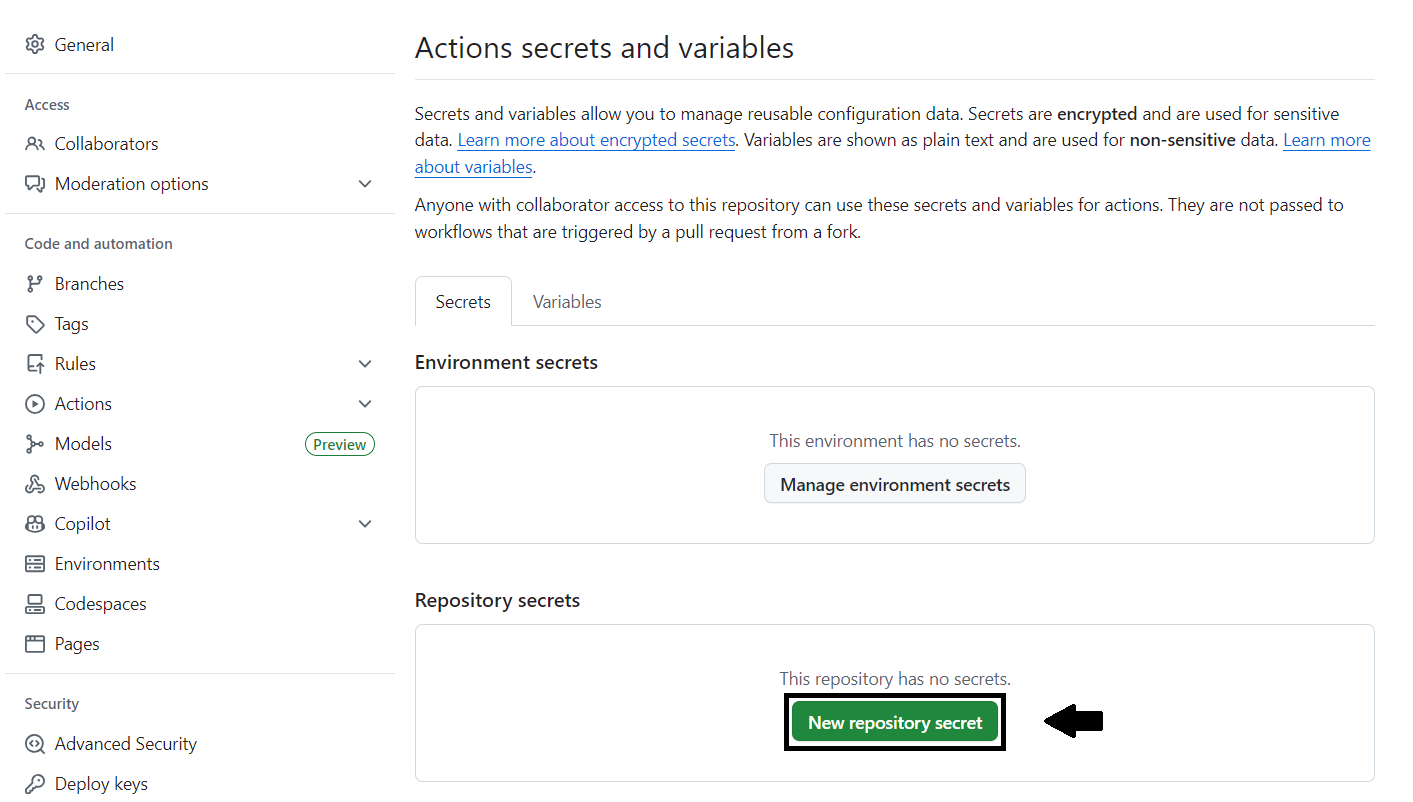 General
Access
Collaborators
Moderation options
Code and automation
Branches
Tags
Rules
Actions
Models
Preview
Webhooks
Copilot
Environments
Codespaces
Pages
Security
Advanced Security
Deploy keys
Actions secrets and variables
Secrets and variables allow you to manage reusable configuration data. Secrets are encrypted and are used for sensitive
data. Learn more about encrypted secrets. Variables are shown as plain text and are used for non-sensitive data. Learn more
about variables.
Anyone with collaborator access to this repository can use these secrets and variables for actions. They are not passed to
workflows that are triggered by a pull request from a fork.
Secrets
Variables
Environment secrets
This environment has no secrets.
Manage environment secrets
Repository secrets
This repository has no secrets.
New repository secret